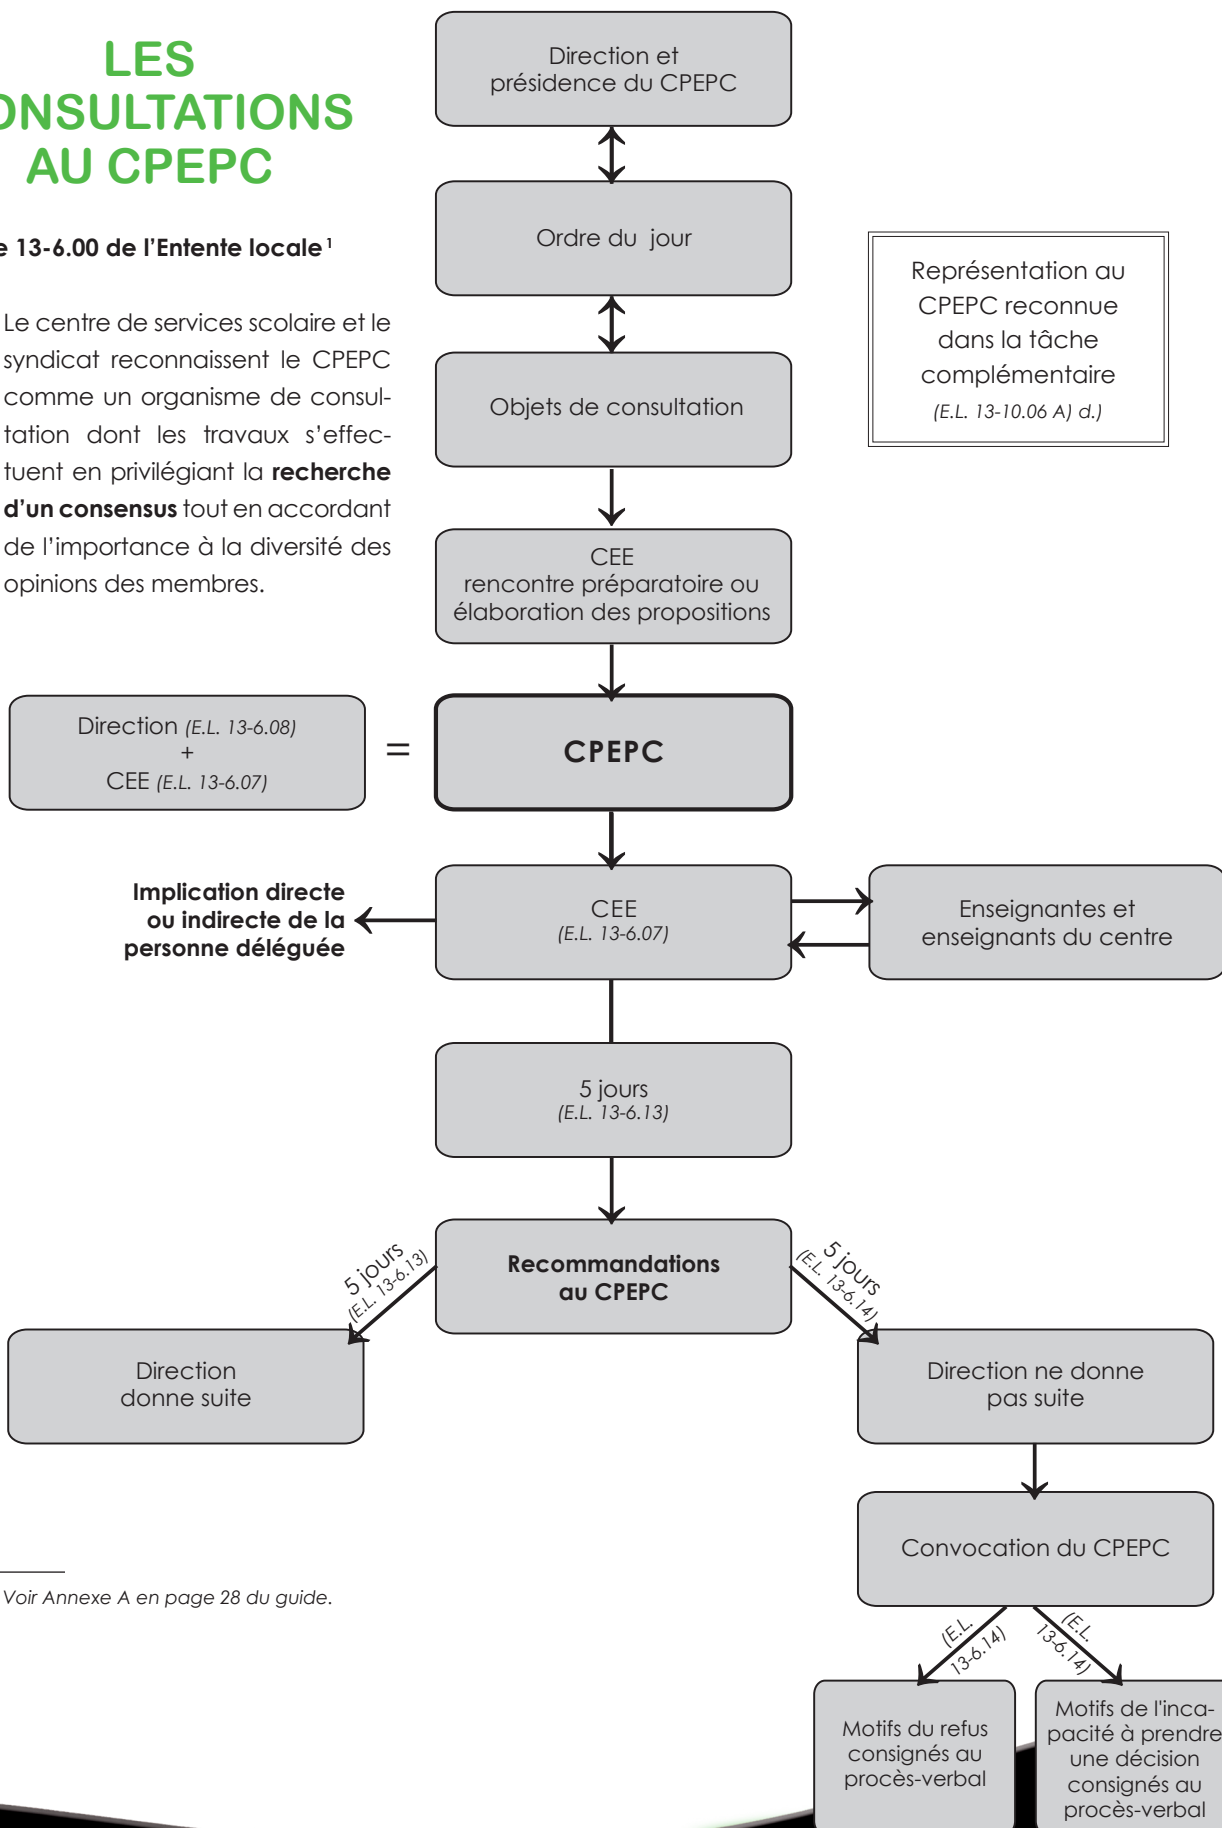 LES
ONSULTATIONS
AU CPEPC
e 13-6.00 de l'Entente locale 1
Le centre de services scolaire et le
syndicat reconnaissent le CPEPC
comme un organisme de consul-
tation dont les travaux s'effec-
tuent en privilégiant la recherche
d'un consensus tout en accordant
de l'importance à la diversité des
opinions des membres.
Direction et
présidence du CPEPC
Ordre du jour
Objets de consultation
Représentation au
CPEPC reconnue
dans la tâche
complémentaire
(E.L. 13-10.06 A) d.)
CEE
rencontre préparatoire ou
élaboration des propositions
Direction (E.L. 13-6.08)
+
CEE (E.L. 13-6.07)
=
CPEPC
Implication directe
ou indirecte de la
personne déléguée
CEE
(E.L. 13-6.07)
Enseignantes et
enseignants du centre
5 jours
(E.L. 13-6.13)
Recommandations
au CPEPC
5 jours
(E.L. 13-6.13)
5 jours
(E.L. 13-6.14)
Direction
donne suite
Direction ne donne
pas suite
Convocation du CPEPC
(E.L.
13-6.14)
(E.L.
13-6.14)
Motifs du refus
consignés au
procès-verbal
Motifs de l'inca-
pacité à prendre
une décision
consignés au
procès-verbal
Voir Annexe A en page 28 du guide.